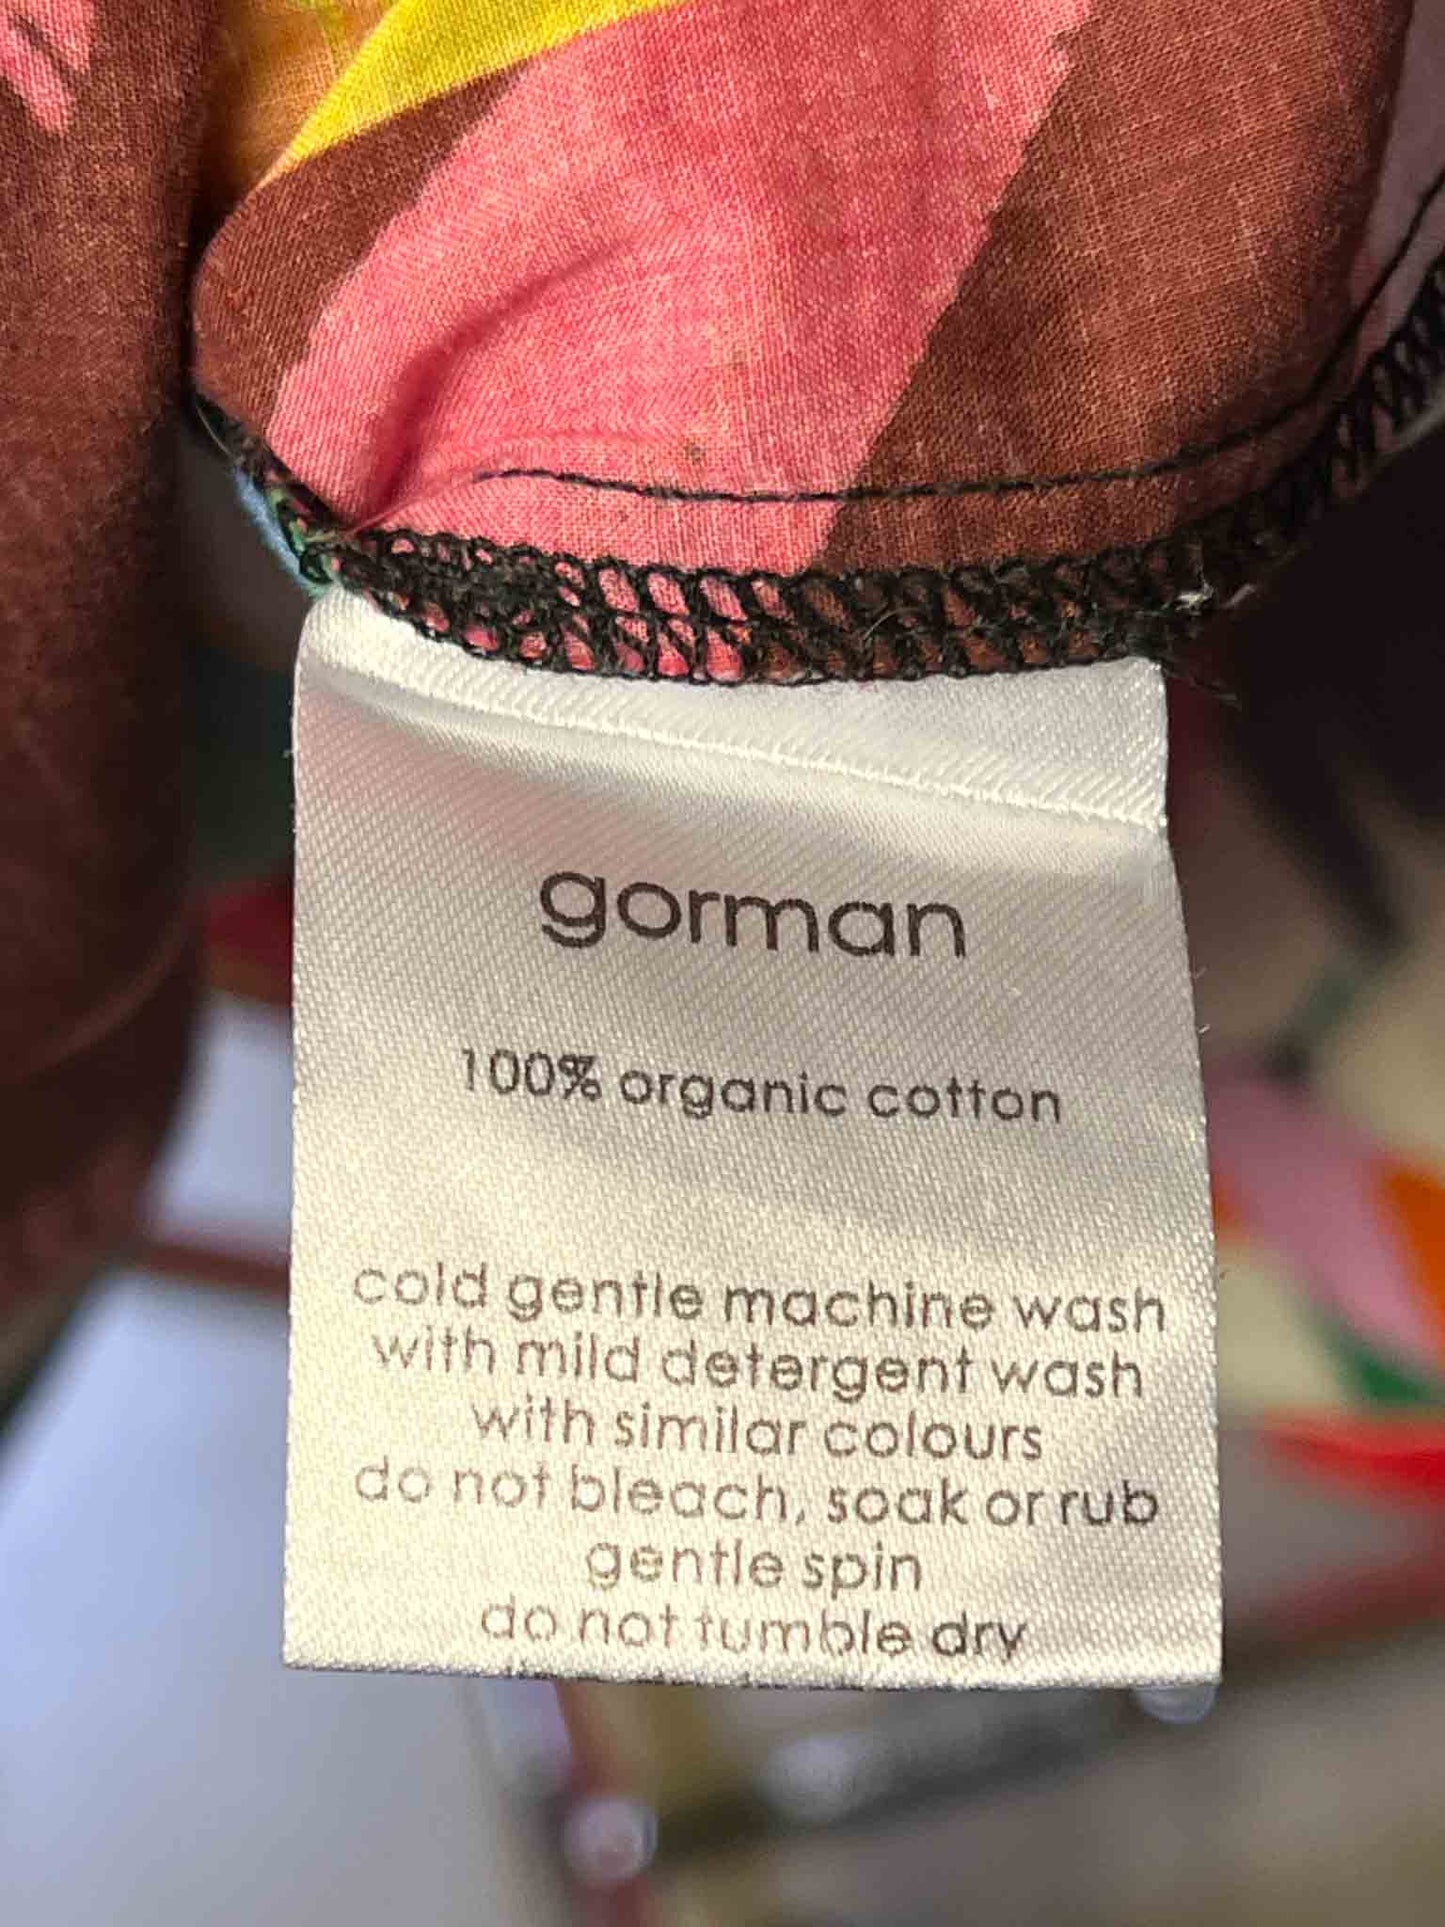 gorman
100% organic cotton
cold gentle machine wash
with mild detergent wash
with similar colours
do not bleach, soak or rub
gentle spin
do not tumble dry